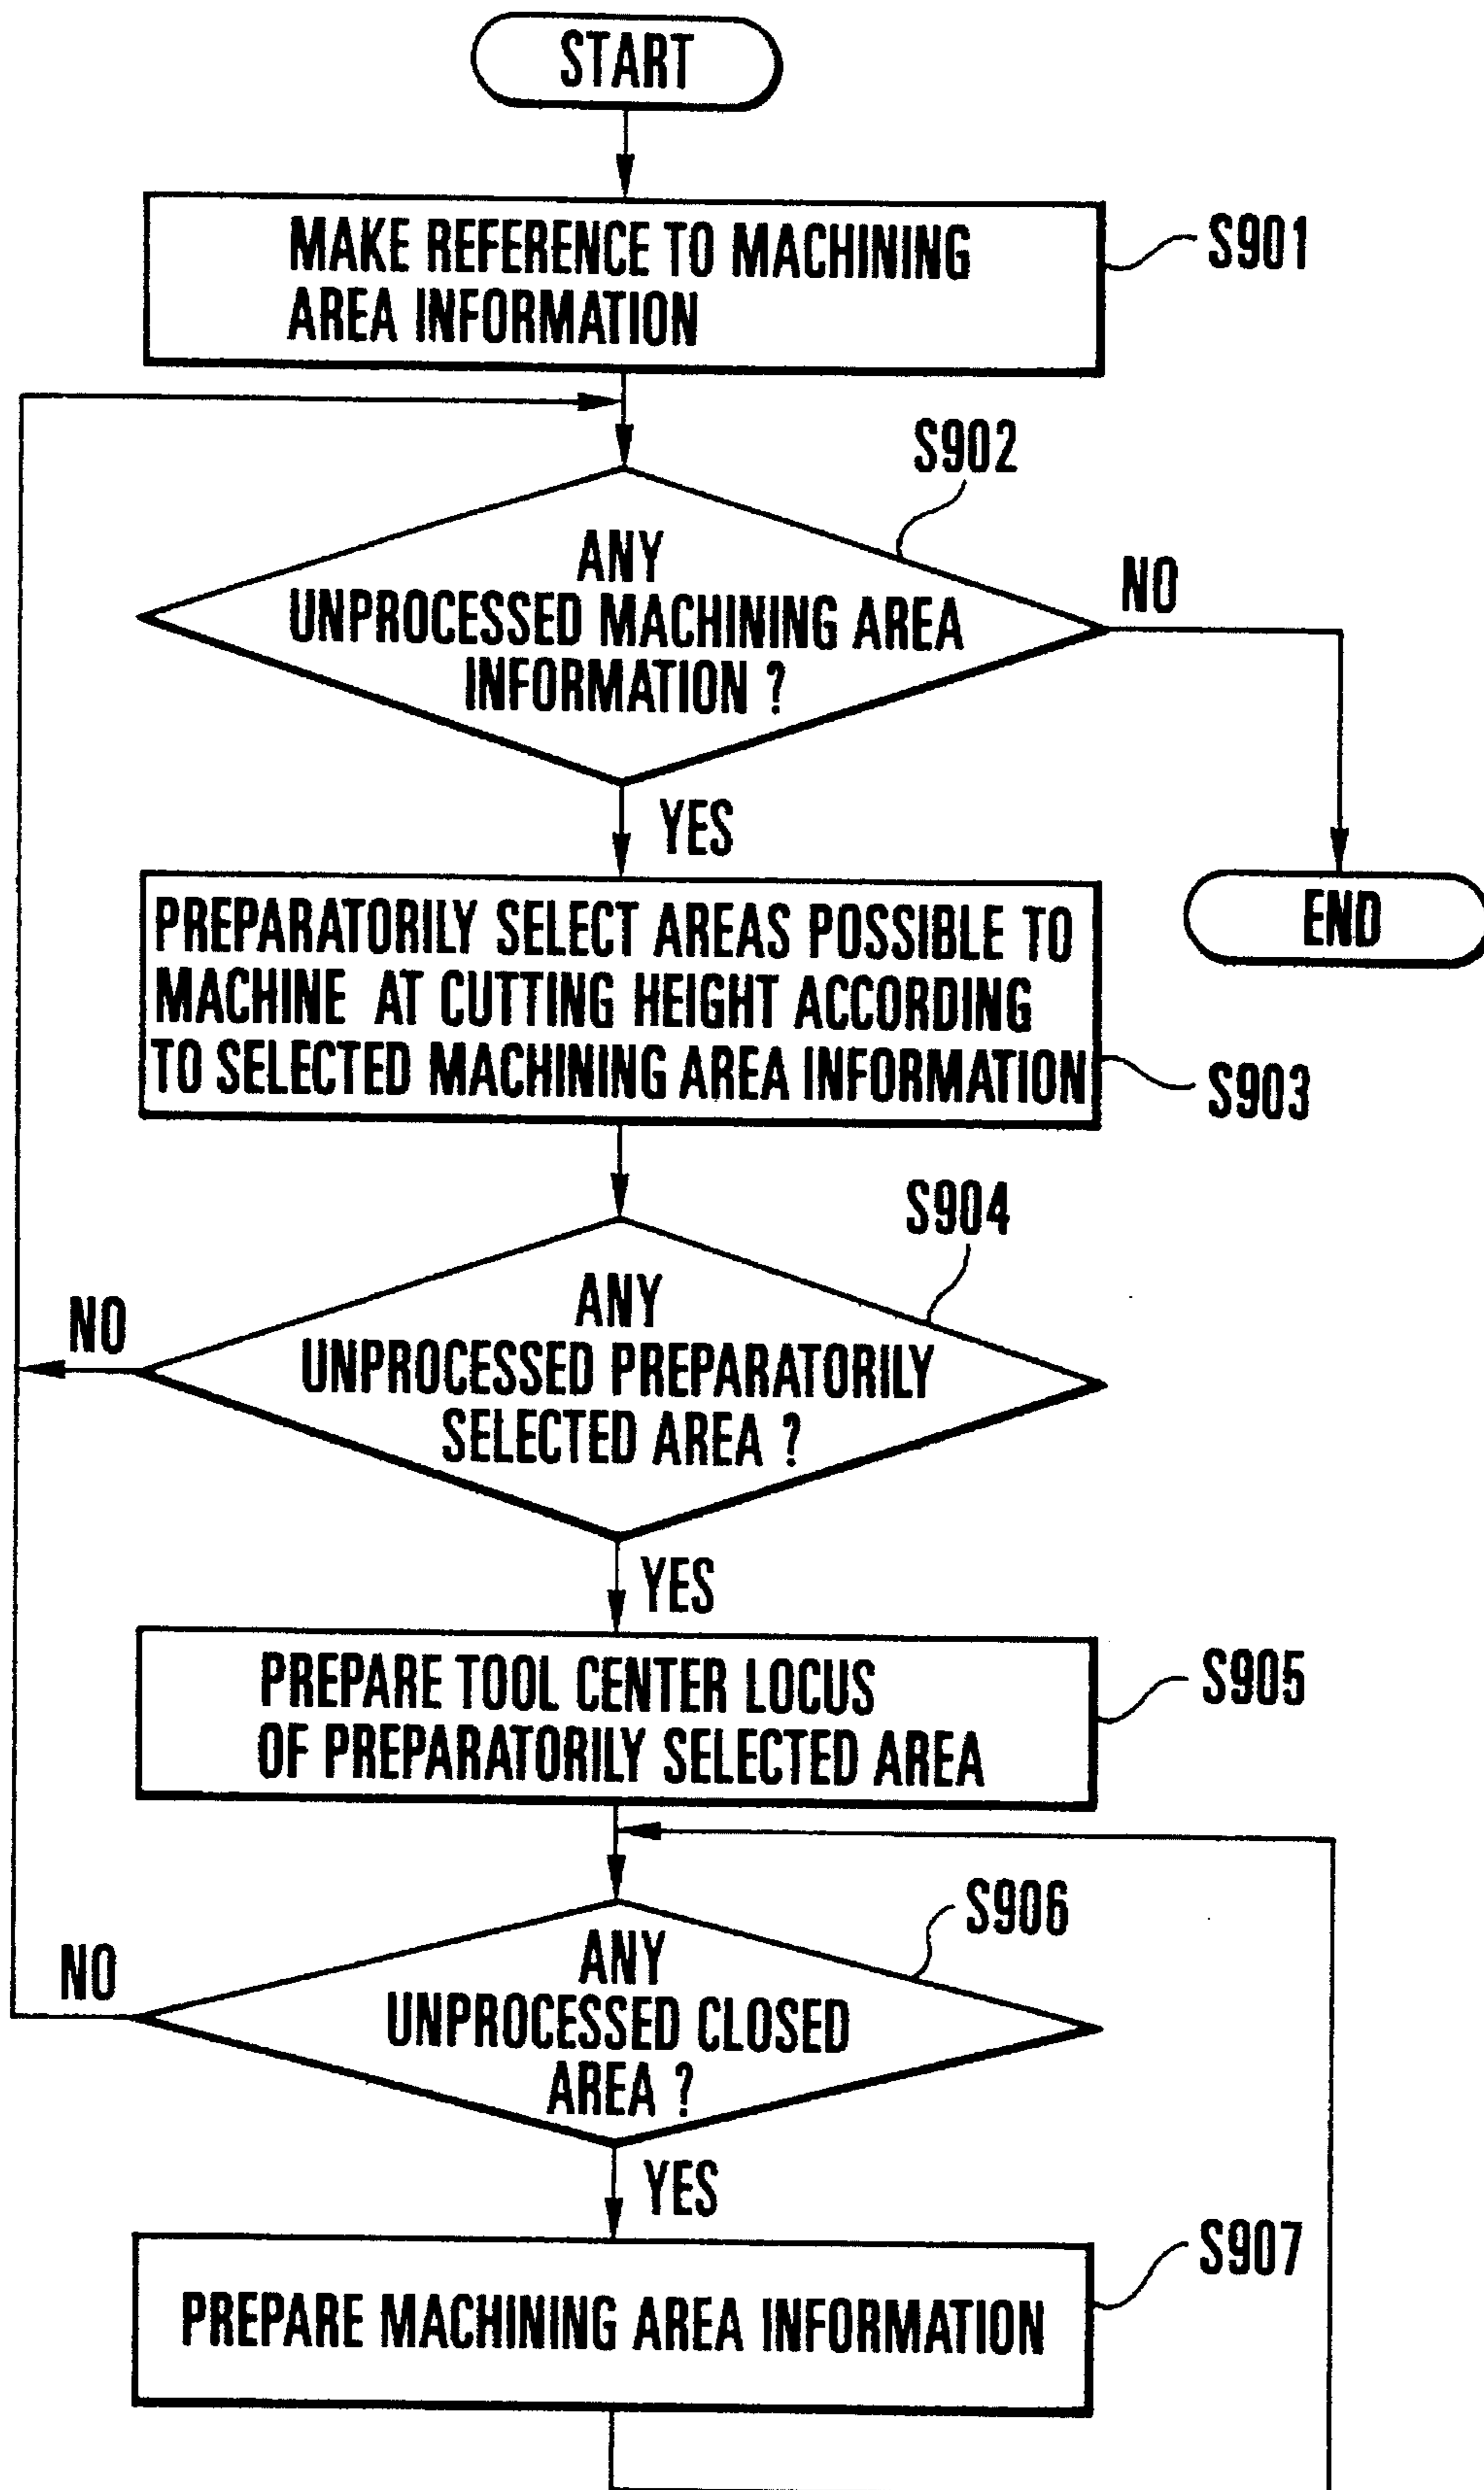 START
MAKE REFERENCE TO MACHINING
AREA INFORMATION
S901
S902
ANY
UNPROCESSED MACHINING AREA
INFORMATION ?
NO
YES
END
PREPARATORILY SELECT AREAS POSSIBLE TO
MACHINE AT CUTTING HEIGHT ACCORDING
TO SELECTED MACHINING AREA INFORMATION
S903
S904
ANY
UNPROCESSED PREPARATORILY
SELECTED AREA ?
NO
YES
PREPARE TOOL CENTER LOCUS
OF PREPARATORILY SELECTED AREA
S905
S906
ANY
UNPROCESSED CLOSED
AREA ?
NO
YES
S907
PREPARE MACHINING AREA INFORMATION